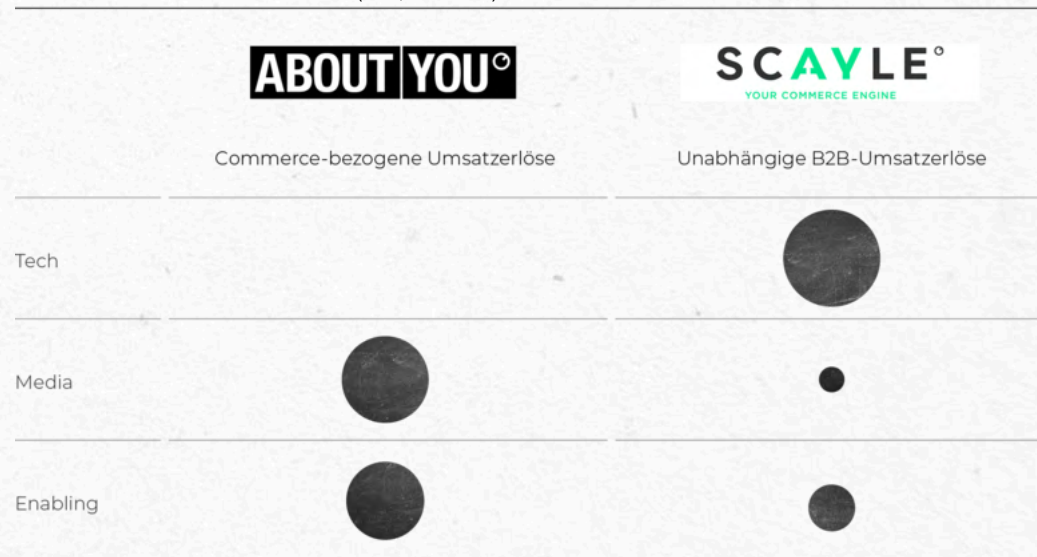 ABOUT YOU°
SCAYLE°
YOUR COMMERCE ENGINE
Commerce-bezogene Umsatzerlöse
Unabhängige B2B-Umsatzerlöse
Tech
Media
Enabling